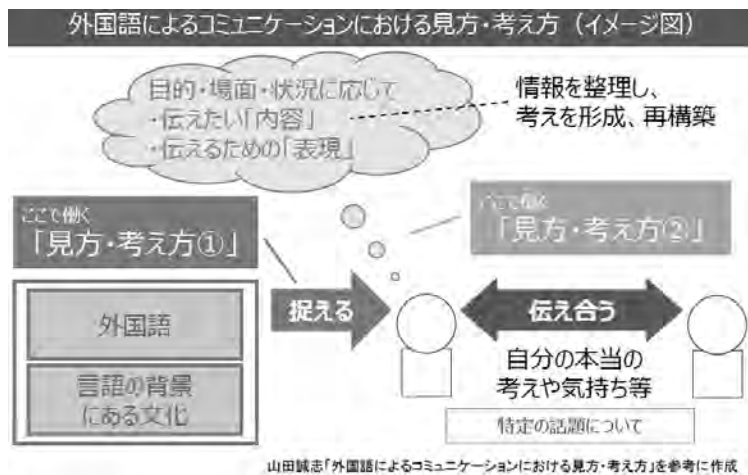 外国語によるコミュニケーションにおける見方・考え方（イメージ図）
目的・場面・状況に応じて
・伝えたい「内容」
・伝えるための「表現」
情報を整理し、
考えを形成、再構築
ここで働く
「見方・考え方①」
ここで働く
「見方・考え方②」
外国語
言語の背景
にある文化
捉える
伝え合う
自分の本当の
考えや気持ち等
特定の話題について
山田誠志「外国語によるコミュニケーションにおける見方・考え方」を参考に作成